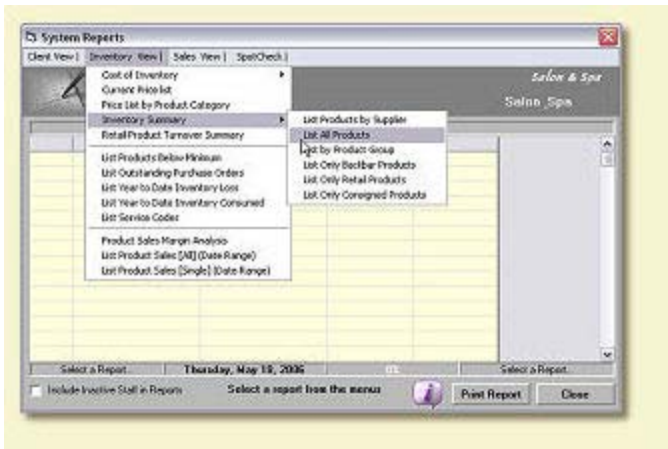 System Reports
Client View | Inventory View | Sales View | SpotCheck |
Salon & Spa
Salon_Spa
Cost of Inventory
Current Price list
Price List by Product Category
Inventory Summary
Retail Product Turnover Summary
List Products Below Minimum
List Outstanding Purchase Orders
List Year to Date Inventory Loss
List Year to Date Inventory Consumed
List Service Codes
Product Sales Margin Analysis
List Product Sales [All] (Date Range)
List Product Sales [Single] (Date Range)
List Products by Supplier
List All Products
List by Product Group
List Only Backbar Products
List Only Retail Products
List Only Consigned Products
Select a Report Thursday, May 18, 2006 0% Select a Report
Include Inactive Staff in Reports Select a report from the menus i Print Report Close